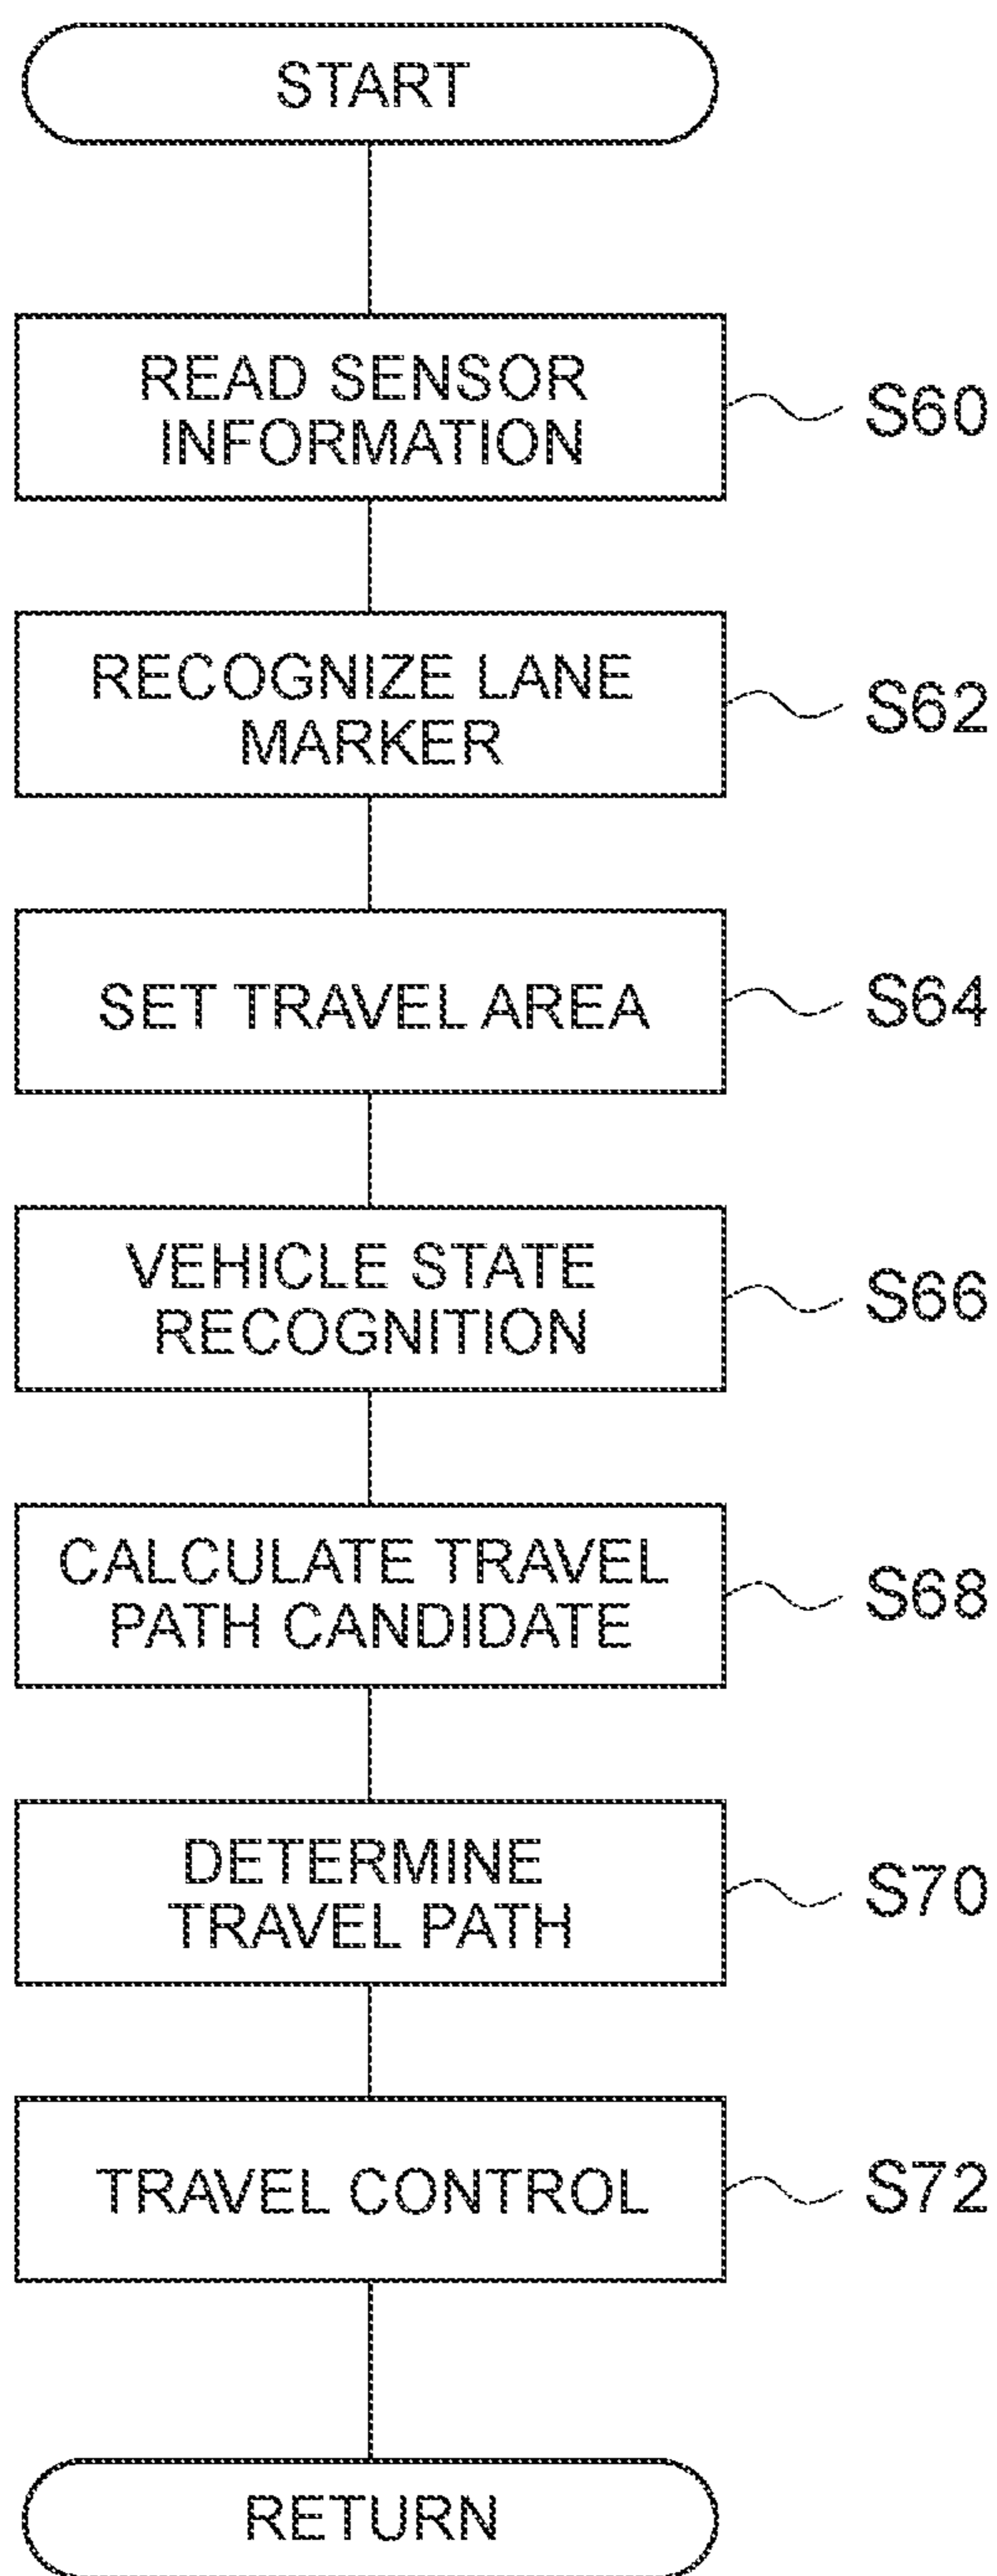 START
READ SENSOR
INFORMATION
S60
RECOGNIZE LANE
MARKER
S62
SET TRAVEL AREA
S64
VEHICLE STATE
RECOGNITION
S66
CALCULATE TRAVEL
PATH CANDIDATE
S68
DETERMINE
TRAVEL PATH
S70
TRAVEL CONTROL
S72
RETURN